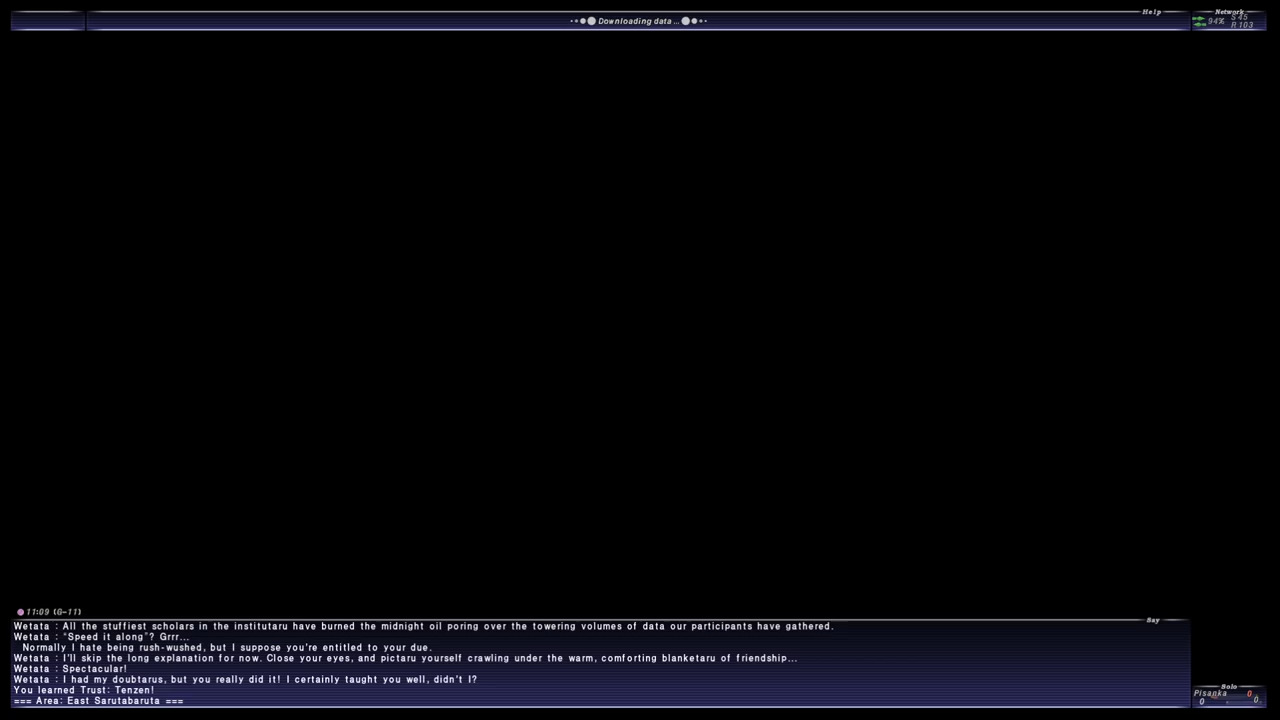 Help
Network
Downloading data ...
94%
S 45
R 103
11:09 (G-11)
Say
Wetata : All the stuffiest scholars in the institutaru have burned the midnight oil poring over the towering volumes of data our participants have gathered.
Wetata : "Speed it along"? Grrr...
Normally I hate being rush-wushed, but I suppose you're entitled to your due.
Wetata : I'll skip the long explanation for now. Close your eyes, and pictaru yourself crawling under the warm, comforting blanketaru of friendship...
Wetata : Spectacular!
Wetata : I had my doubtarus, but you really did it! I certainly taught you well, didn't I?
You learned Trust: Tenzen!
=== Area: East Sarutabaruta ===
Solo
Pisanka 0
0 0